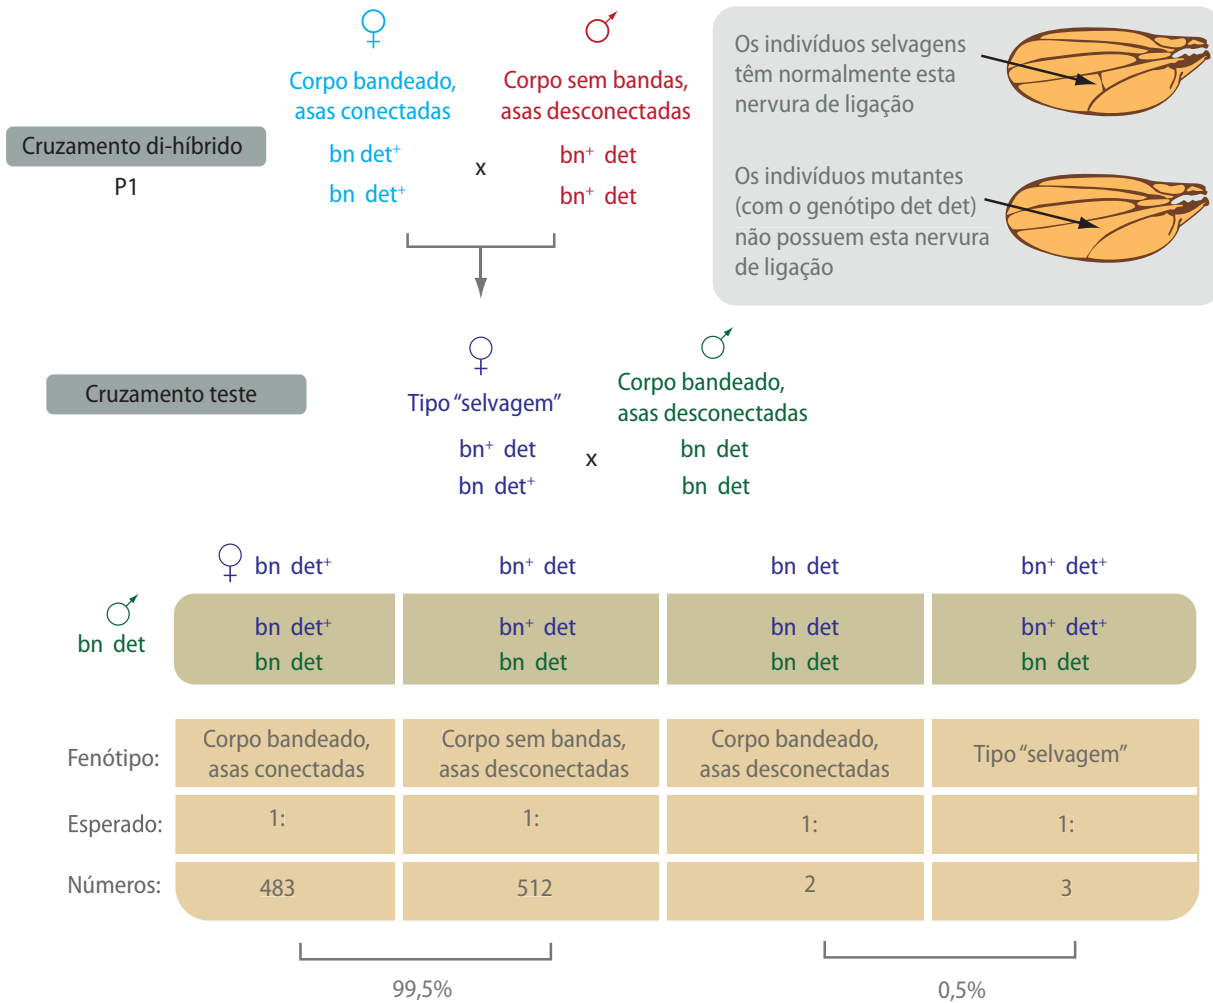 Corpo bandeado,
asas conectadas
Corpo sem bandas,
asas desconectadas
Cruzamento di-híbrido
P1
bn det⁺
bn det⁺
x
bn⁺ det
bn⁺ det
Os indivíduos selvagens
têm normalmente esta
nervura de ligação
Os indivíduos mutantes
(com o genótipo det det)
não possuem esta nervura
de ligação
Cruzamento teste
Tipo “selvagem”
bn⁺ det
bn det⁺
x
Corpo bandeado,
asas desconectadas
bn det
bn det
bn det⁺
bn⁺ det
bn det
bn⁺ det⁺
bn det
bn det⁺
bn det
bn⁺ det
bn det
bn det
bn det
bn⁺ det⁺
bn det
Fenótipo:
Corpo bandeado,
asas conectadas
Corpo sem bandas,
asas desconectadas
Corpo bandeado,
asas desconectadas
Tipo “selvagem”
Esperado:
1:
1:
1:
1:
Números:
483
512
2
3
99,5%
0,5%